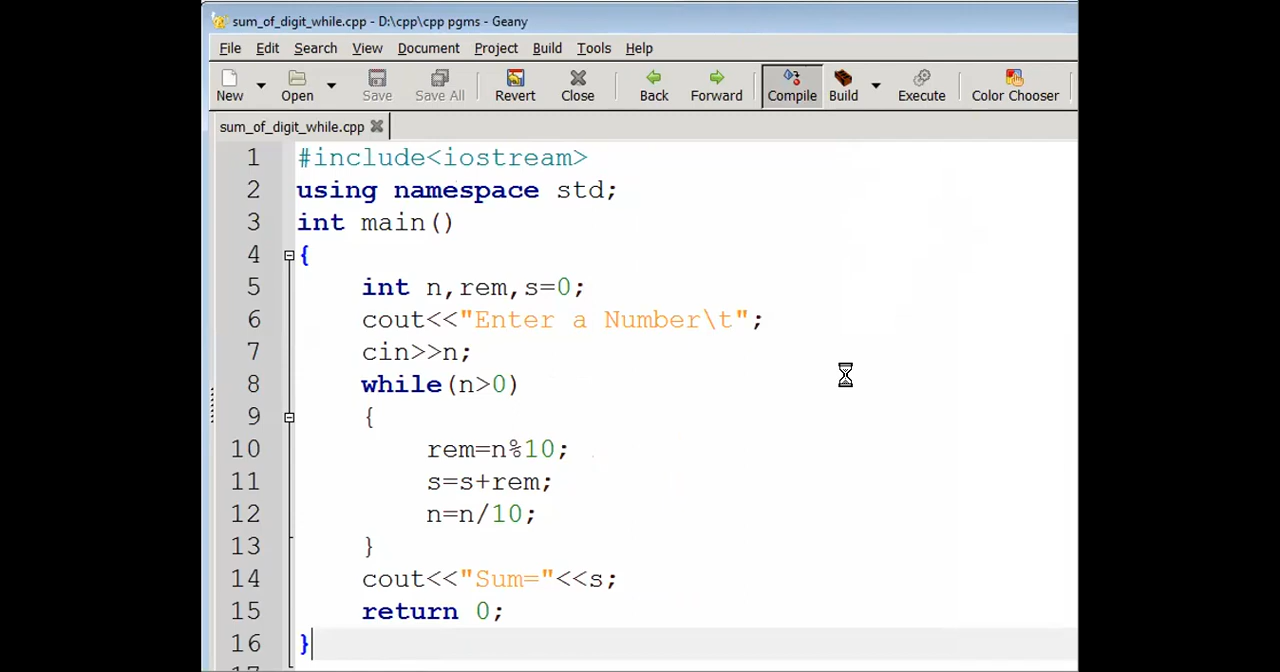 sum_of_digit_while.cpp - D:\cpp\cpp pgms - Geany
File Edit Search View Document Project Build Tools Help
New Open Save Save All Revert Close Back Forward Compile Build Execute Color Chooser
sum_of_digit_while.cpp
1 #include<iostream>
2 using namespace std;
3 int main()
4 {
5 int n,rem,s=0;
6 cout<<"Enter a Number\t";
7 cin>>n;
8 while(n>0)
9 {
10 rem=n%10;
11 s=s+rem;
12 n=n/10;
13 }
14 cout<<"Sum="<<s;
15 return 0;
16 }
17